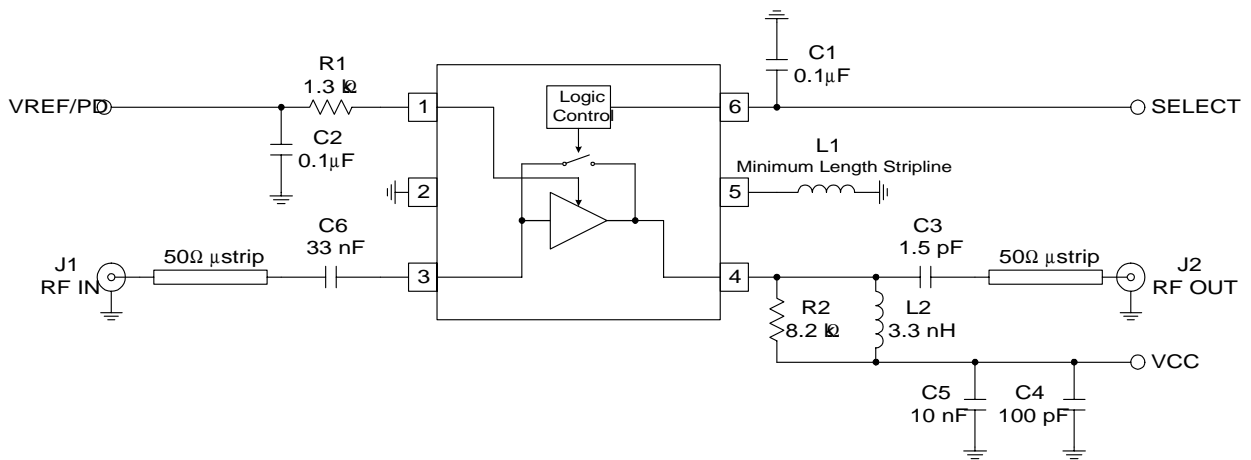 C1
0.1µF
R1
1.3 kΩ
VREF/PD
1
Logic
Control
6
SELECT
C2
0.1µF
L1
Minimum Length Stripline
2
5
C6
33 nF
C3
1.5 pF
50Ω µstrip
50Ω µstrip
J1
RF IN
3
4
J2
RF OUT
R2
8.2 kΩ
L2
3.3 nH
VCC
C5
10 nF
C4
100 pF